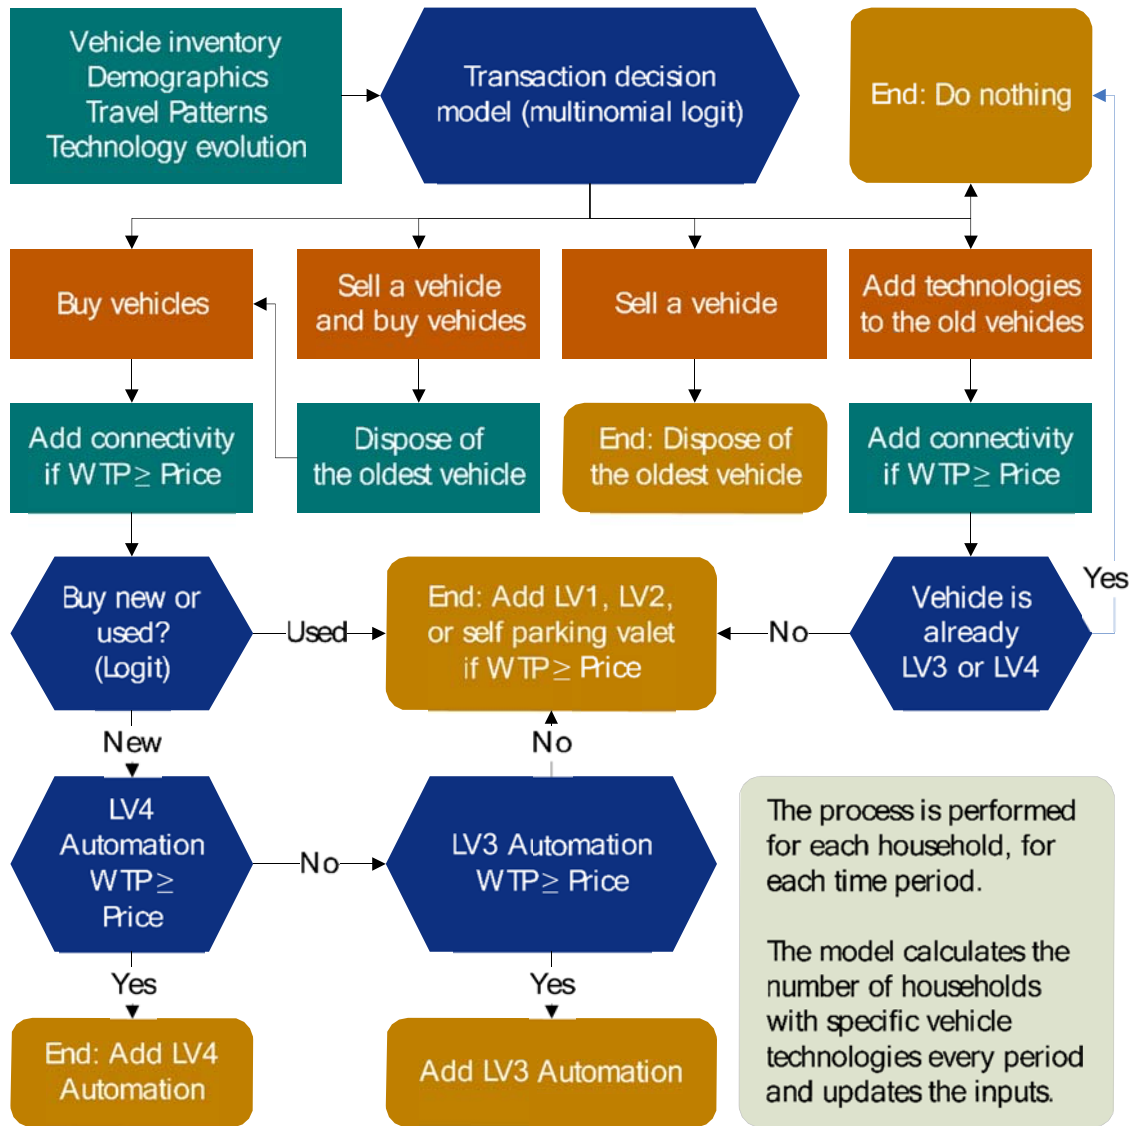 Vehicle inventory
Demographics
Travel Patterns
Technology evolution
Transaction decision
model (multinomial logit)
End: Do nothing
Buy vehicles
Sell a vehicle
and buy vehicles
Sell a vehicle
Add technologies
to the old vehicles
Add connectivity
if WTP≥ Price
Dispose of
the oldest vehicle
End: Dispose of
the oldest vehicle
Add connectivity
if WTP≥ Price
Buy new or
used?
(Logit)
Used
End: Add LV1, LV2,
or self parking valet
if WTP≥ Price
No
Vehicle is
already
LV3 or LV4
Yes
New
No
LV4
Automation
WTP≥
Price
No
LV3 Automation
WTP≥ Price
Yes
Yes
End: Add LV4
Automation
Add LV3 Automation
The process is performed
for each household, for
each time period.
The model calculates the
number of households
with specific vehicle
technologies every period
and updates the inputs.